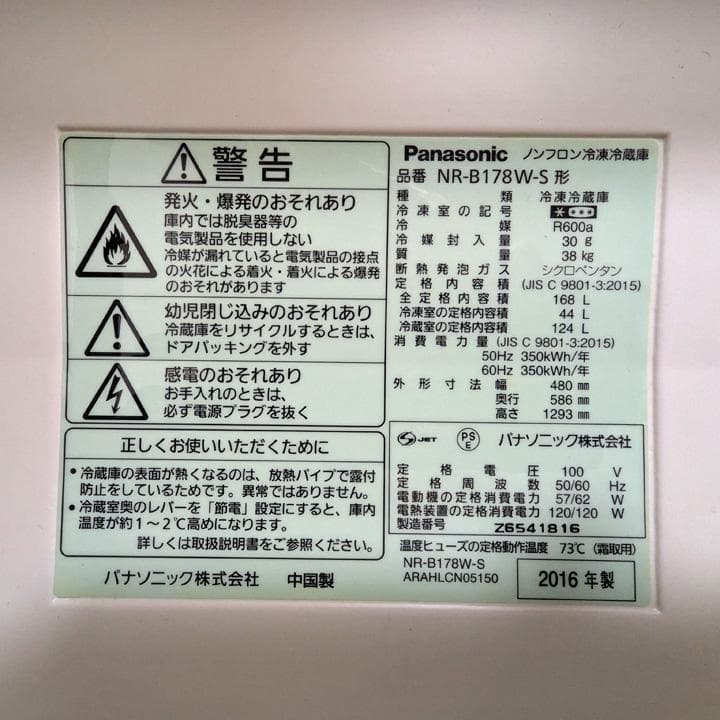 警告
発火・爆発のおそれあり
庫内では脱臭器等の
電気製品を使用しない
冷媒が漏れていると電気製品の接点
の火花による着火・着火による爆発
のおそれがあります
幼児閉じ込みのおそれあり
冷蔵庫をリサイクルするときは、
ドアパッキングを外す
感電のおそれあり
お手入れのときは、
必ず電源プラグを抜く
正しくお使いいただくために
・冷蔵庫の表面が熱くなるのは、放熱パイプで露付
防止をしているためです。異常ではありません。
・冷蔵室奥のレバーを「節電」設定にすると、庫内
温度が約1～2℃高めになります。
詳しくは取扱説明書をご参照ください。
パナソニック株式会社 中国製
Panasonic ノンフロン冷凍冷蔵庫
品番 NR-B178W-S 形
種類 冷凍冷蔵庫
冷凍室の記号 * ***
冷媒 R600a
冷媒封入量 30 g
質量 38 kg
断熱発泡ガス シクロペンタン
定格内容積 (JIS C 9801-3:2015)
全定格内容積 168 L
冷凍室の定格内容積 44 L
冷蔵室の定格内容積 124 L
消費電力量 (JIS C 9801-3:2015)
50Hz 350kWh/年
60Hz 350kWh/年
外形寸法 幅 480 mm
奥行 586 mm
高さ 1293 mm
S JET PS E パナソニック株式会社
定格電圧 100 V
定格周波数 50/60 Hz
電動機の定格消費電力 57/62 W
電熱装置の定格消費電力 120/120 W
製造番号 Z6541816
温度ヒューズの定格動作温度 73℃ (霜取用)
NR-B178W-S
ARAHLCN05150
2016 年製